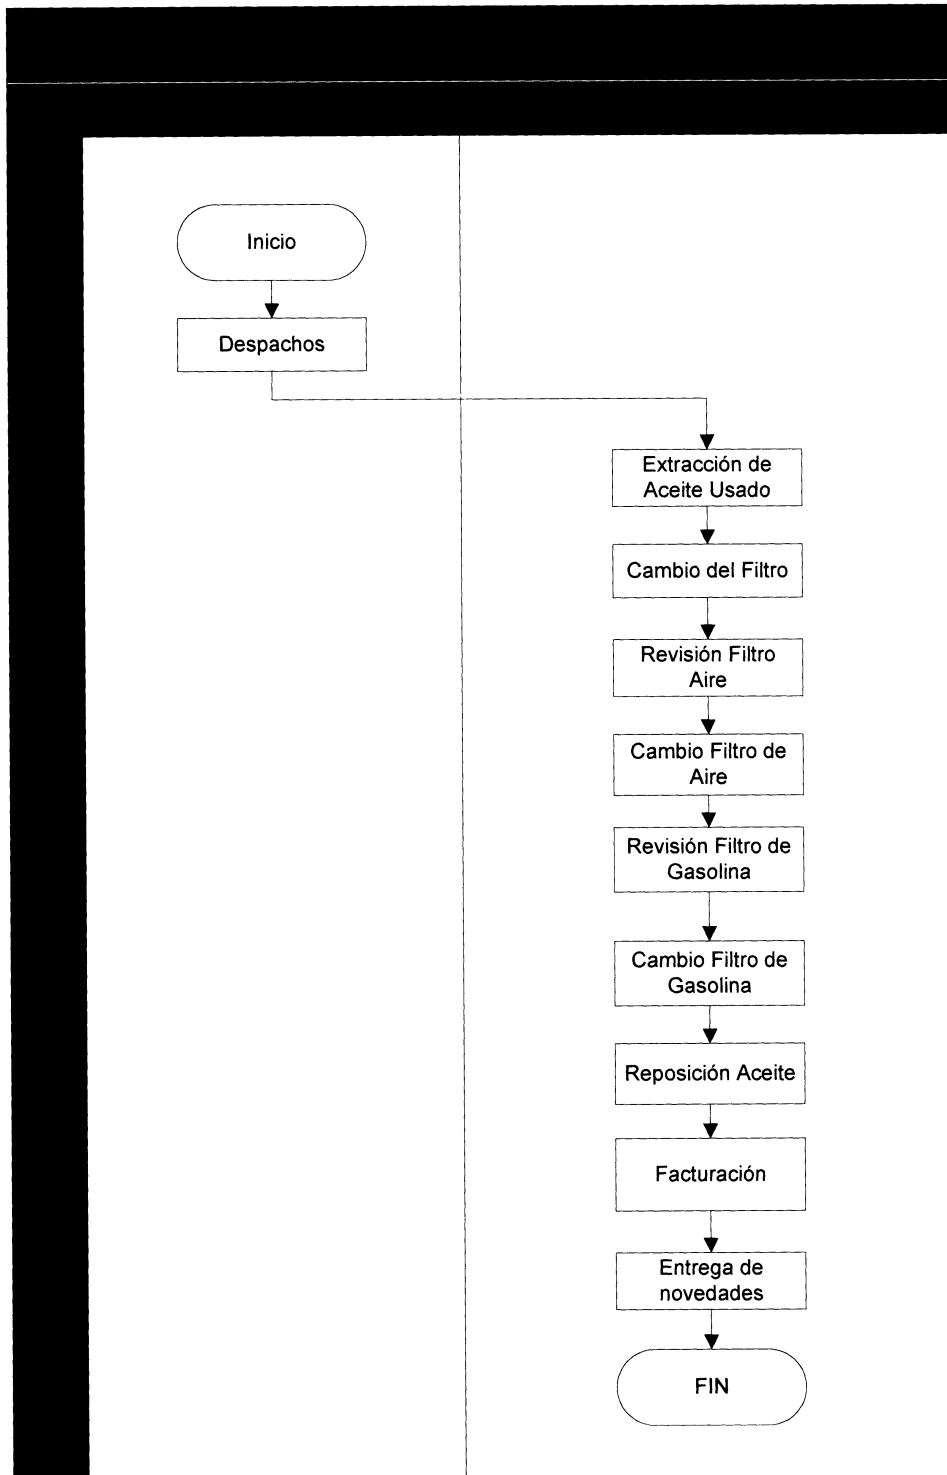 Inicio
Despachos
Extracción de
Aceite Usado
Cambio del Filtro
Revisión Filtro
Aire
Cambio Filtro de
Aire
Revisión Filtro de
Gasolina
Cambio Filtro de
Gasolina
Reposición Aceite
Facturación
Entrega de
novedades
FIN